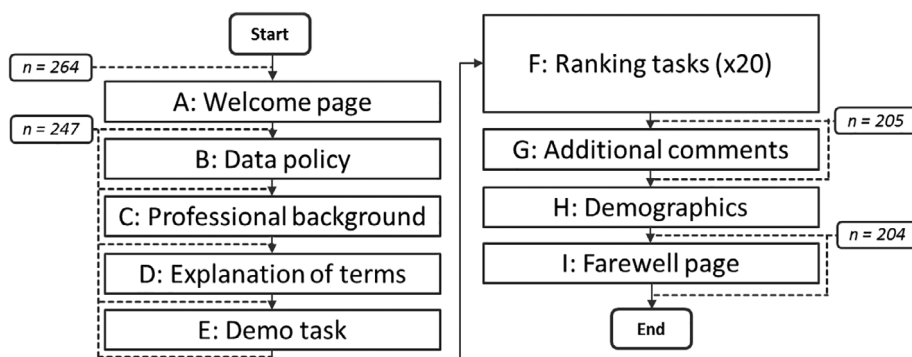 Start
n = 264
A: Welcome page
n = 247
B: Data policy
C: Professional background
D: Explanation of terms
E: Demo task
F: Ranking tasks (x20)
n = 205
G: Additional comments
H: Demographics
n = 204
I: Farewell page
End